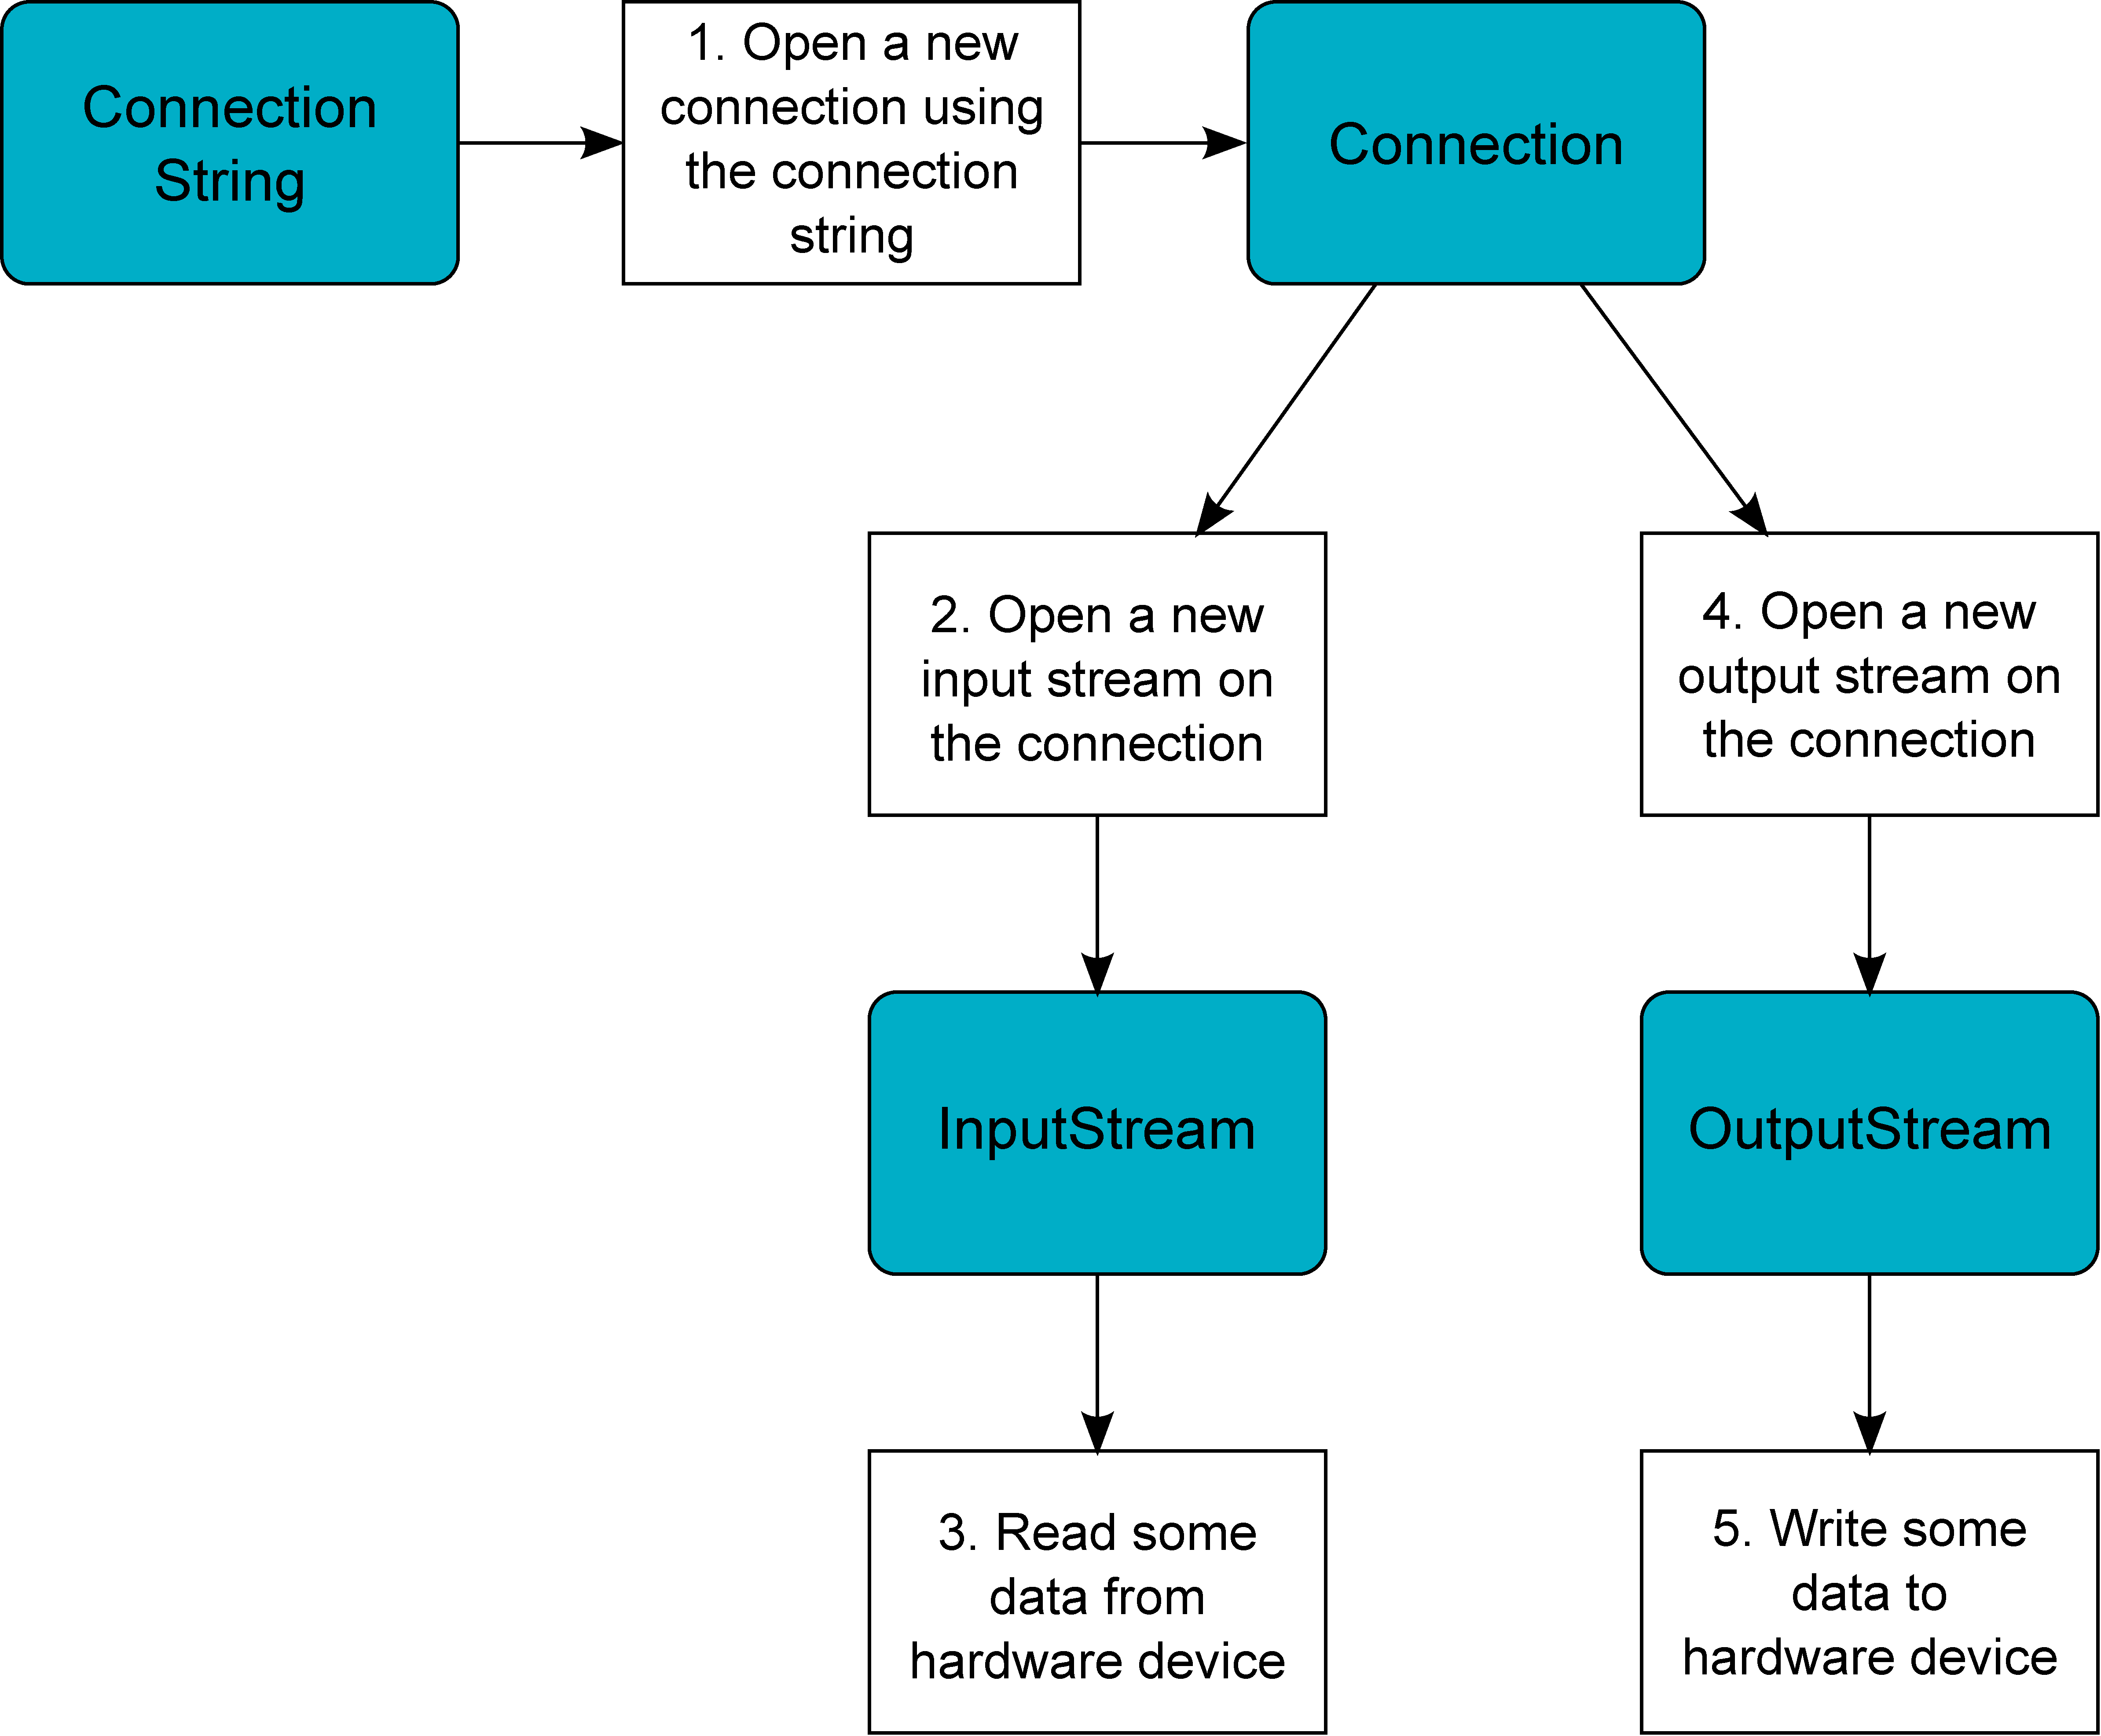 Connection
String
1. Open a new
connection using
the connection
string
Connection
2. Open a new
input stream on
the connection
4. Open a new
output stream on
the connection
InputStream
OutputStream
3. Read some
data from
hardware device
5. Write some
data to
hardware device